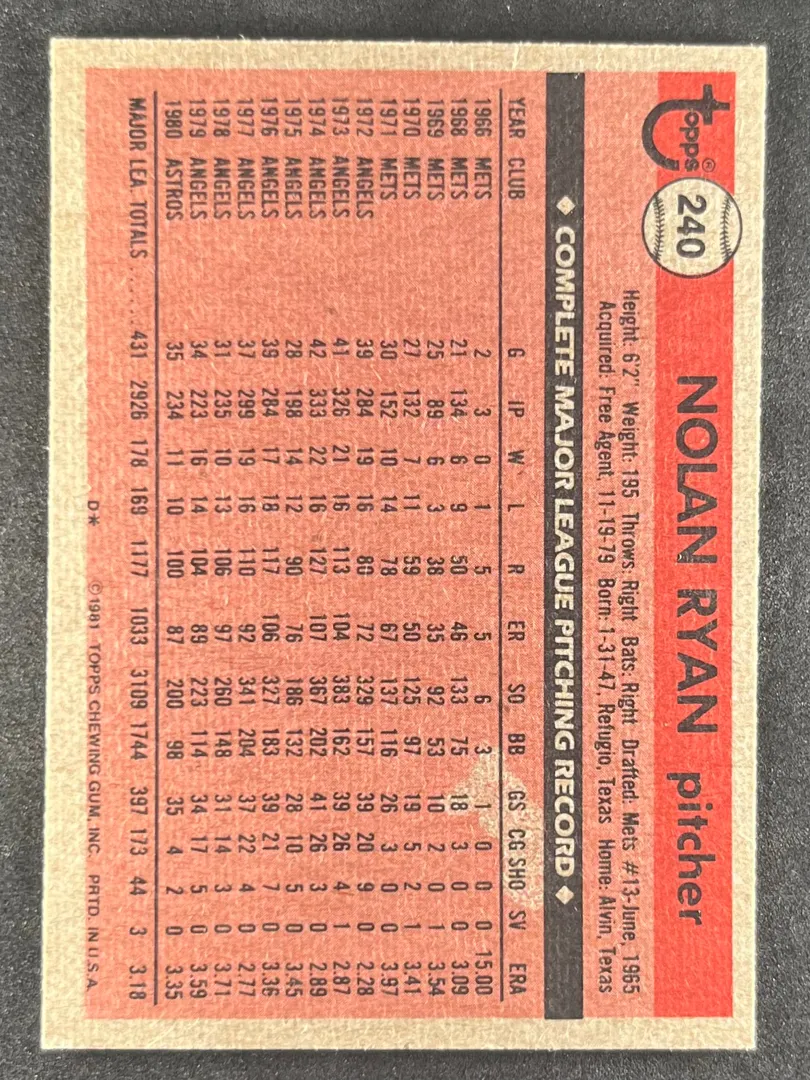 topps® 240 NOLAN RYAN pitcher
Height: 6'2" Weight: 195 Throws: Right Bats: Right Drafted: Mets #13-June, 1965
Acquired: Free Agent, 11-19-79 Born: 1-31-47, Refugio, Texas Home: Alvin, Texas
COMPLETE MAJOR LEAGUE PITCHING RECORD
YEAR CLUB G IP W L R ER SO BB GS CG SHO SV ERA
1966 METS 2 3 0 1 5 5 6 3 1 0 0 0 15.00
1968 METS 21 134 6 9 50 46 133 75 18 3 0 0 3.09
1969 METS 25 89 6 3 38 35 92 53 10 2 0 1 3.54
1970 METS 27 132 7 11 59 50 125 97 19 5 2 1 3.41
1971 METS 30 152 10 14 78 67 137 116 26 3 0 0 3.97
1972 ANGELS 39 284 19 16 80 72 329 157 39 20 9 0 2.28
1973 ANGELS 41 326 21 16 113 104 383 162 39 26 4 1 2.87
1974 ANGELS 42 333 22 16 127 107 367 202 41 26 3 0 2.89
1975 ANGELS 28 198 14 12 90 76 186 132 28 10 5 0 3.45
1976 ANGELS 39 284 17 18 117 106 327 183 39 21 7 0 3.36
1977 ANGELS 37 299 19 16 110 92 341 204 37 22 4 0 2.77
1978 ANGELS 31 235 10 13 106 97 260 148 31 14 3 0 3.71
1979 ANGELS 34 223 16 14 104 89 223 114 34 17 5 0 3.59
1980 ASTROS 35 234 11 10 100 87 200 98 35 4 2 0 3.35
MAJOR LEA. TOTALS ...... 431 2926 178 169 1177 1033 3109 1744 397 173 44 3 3.18
D* ©1981 TOPPS CHEWING GUM, INC. PRTD. IN U.S.A.